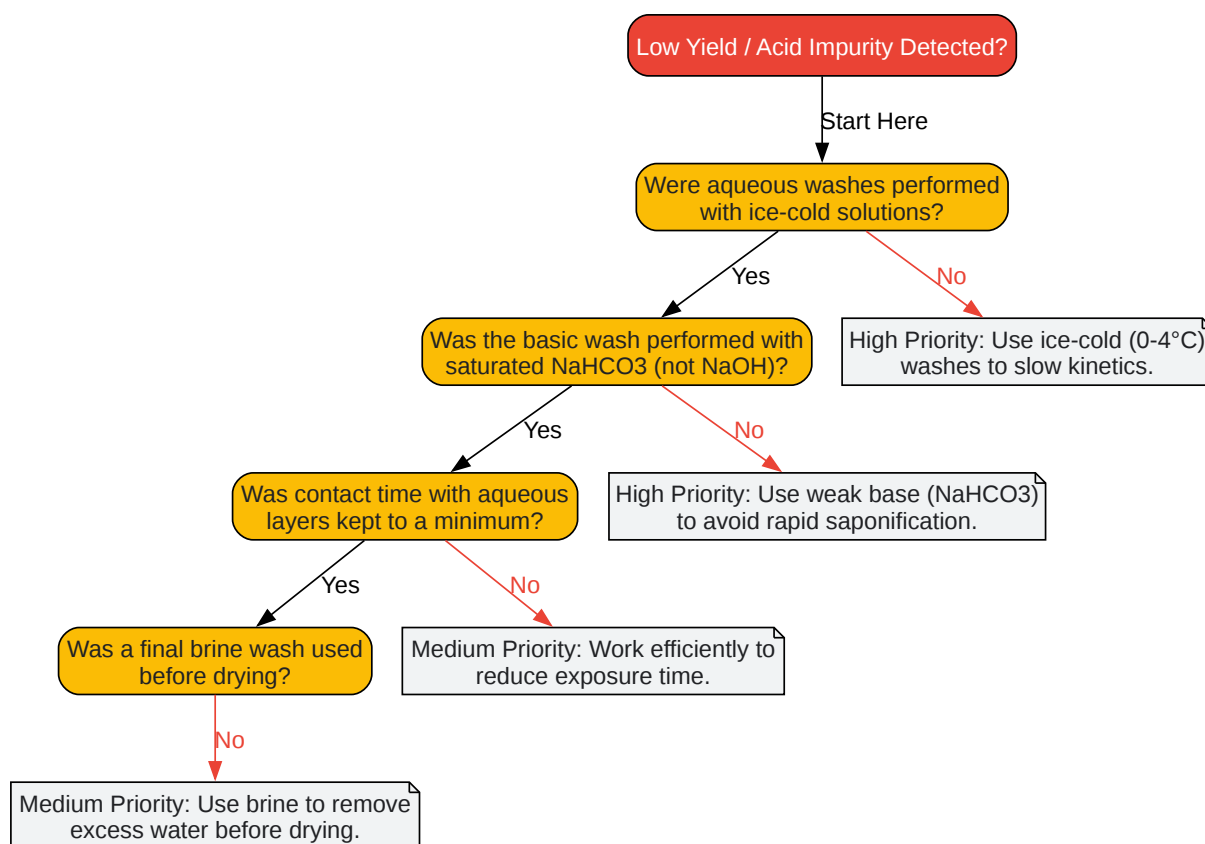 Low Yield / Acid Impurity Detected?
Start Here
Were aqueous washes performed
with ice-cold solutions?
Yes
No
Was the basic wash performed with
saturated NaHCO3 (not NaOH)?
High Priority: Use ice-cold (0-4°C)
washes to slow kinetics.
Yes
No
Was contact time with aqueous
layers kept to a minimum?
High Priority: Use weak base (NaHCO3)
to avoid rapid saponification.
Yes
No
Was a final brine wash used
before drying?
Medium Priority: Work efficiently to
reduce exposure time.
No
Medium Priority: Use brine to remove
excess water before drying.